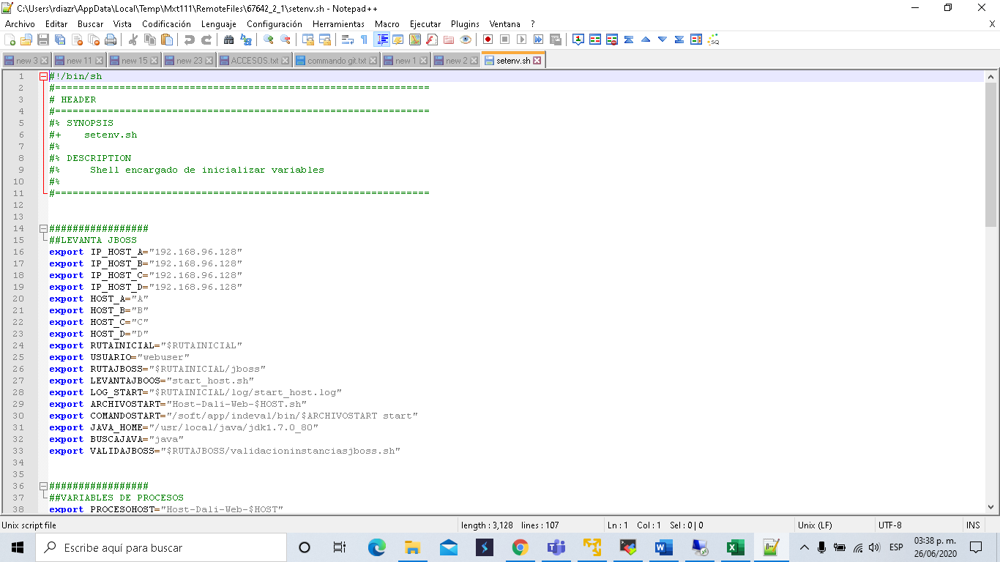 C:\Users\rdiazr\AppData\Local\Temp\Mxt111\RemoteFiles\67642_2_1\setenv.sh - Notepad++
Archivo Editar Buscar Vista Codificación Lenguaje Configuración Herramientas Macro Ejecutar Plugins Ventana ? X
new 3 new 11 new 15 new 23 ACCESOS.txt commando git.txt new 1 new 2 setenv.sh
1 #!/bin/sh
2 #================================================================
3 # HEADER
4 #================================================================
5 #% SYNOPSIS
6 #+    setenv.sh
7 #%
8 #% DESCRIPTION
9 #%     Shell encargado de inicializar variables
10 #%
11 #================================================================
12
13
14 #################
15 ##LEVANTA JBOSS
16 export IP_HOST_A="192.168.96.128"
17 export IP_HOST_B="192.168.96.128"
18 export IP_HOST_C="192.168.96.128"
19 export IP_HOST_D="192.168.96.128"
20 export HOST_A="A"
21 export HOST_B="B"
22 export HOST_C="C"
23 export HOST_D="D"
24 export RUTAINICIAL="$RUTAINICIAL"
25 export USUARIO="webuser"
26 export RUTAJBOSS="$RUTAINICIAL/jboss"
27 export LEVANTAJBOOS="start_host.sh"
28 export LOG_START="$RUTAINICIAL/log/start_host.log"
29 export ARCHIVOSTART="Host-Dali-Web-$HOST.sh"
30 export COMANDOSTART="/soft/app/indeval/bin/$ARCHIVOSTART start"
31 export JAVA_HOME="/usr/local/java/jdk1.7.0_80"
32 export BUSCAJAVA="java"
33 export VALIDAJBOSS="$RUTAJBOSS/validacioninstanciasjboss.sh"
34
35
36 #################
37 ##VARIABLES DE PROCESOS
38 export PROCESOHOST="Host-Dali-Web-$HOST"
Unix script file length : 3,128 lines : 107 Ln : 1 Col : 1 Sel : 0 | 0 Unix (LF) UTF-8 INS
Escribe aquí para buscar
ESP
03:38 p. m.
26/06/2020